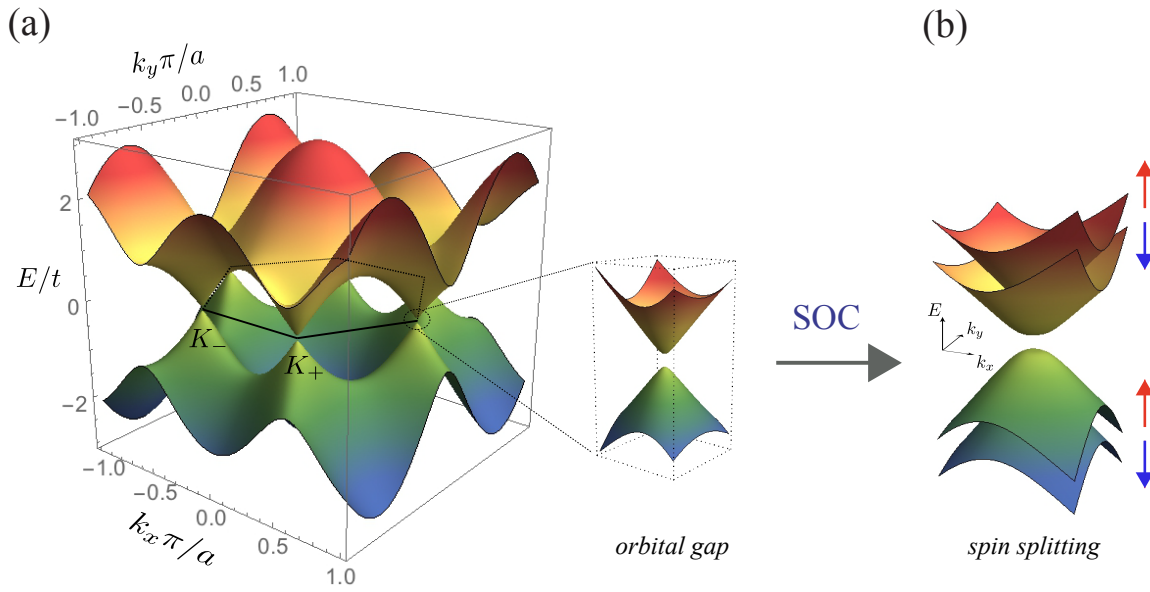 (a)
(b)
k_y π/a
−1.0 −0.5 0.0 0.5 1.0
E/t
2
0
−2
K_−
K_+
−1.0 −0.5 0.0 0.5 1.0
k_x π/a
orbital gap
SOC
E
k_y
k_x
spin splitting